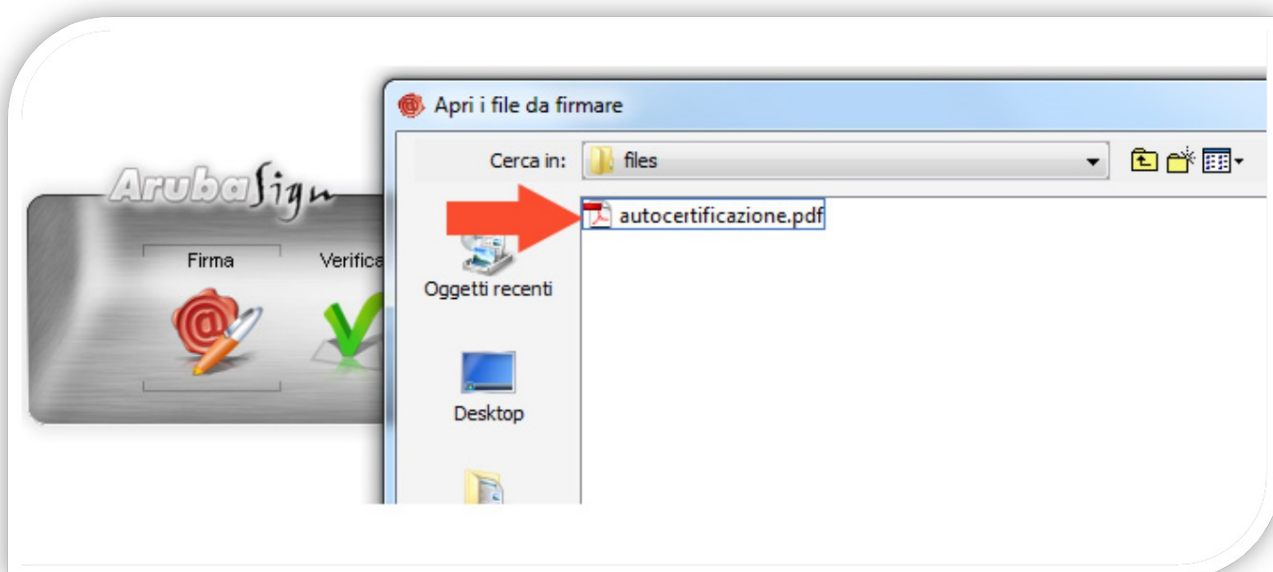 Apri i file da firmare
Cerca in: files
ArubaSign
autocertificazione.pdf
Firma Verifica
Oggetti recenti
Desktop